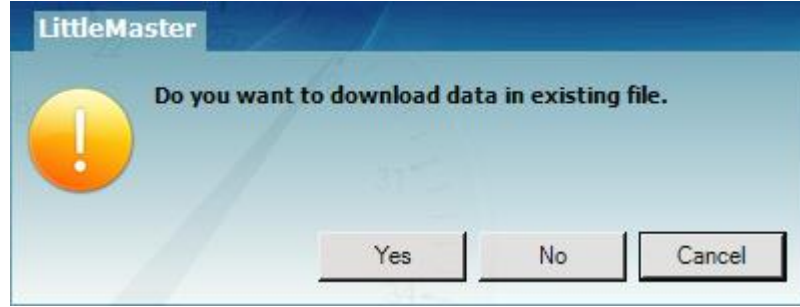 LittleMaster
Do you want to download data in existing file.
Yes No Cancel